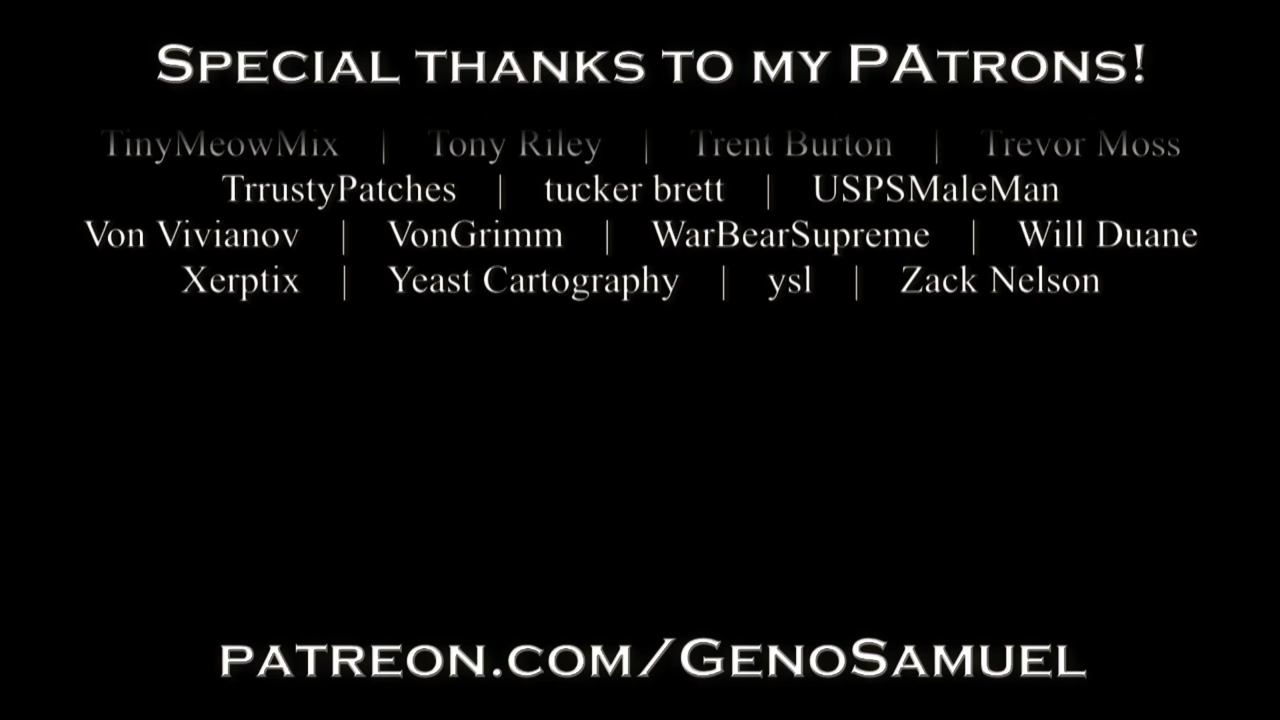 Special thanks to my PAtrons!
TinyMeowMix | Tony Riley | Trent Burton | Trevor Moss
TrrustyPatches | tucker brett | USPSMaleMan
Von Vivianov | VonGrimm | WarBearSupreme | Will Duane
Xerptix | Yeast Cartography | ysl | Zack Nelson
patreon.com/GenoSamuel